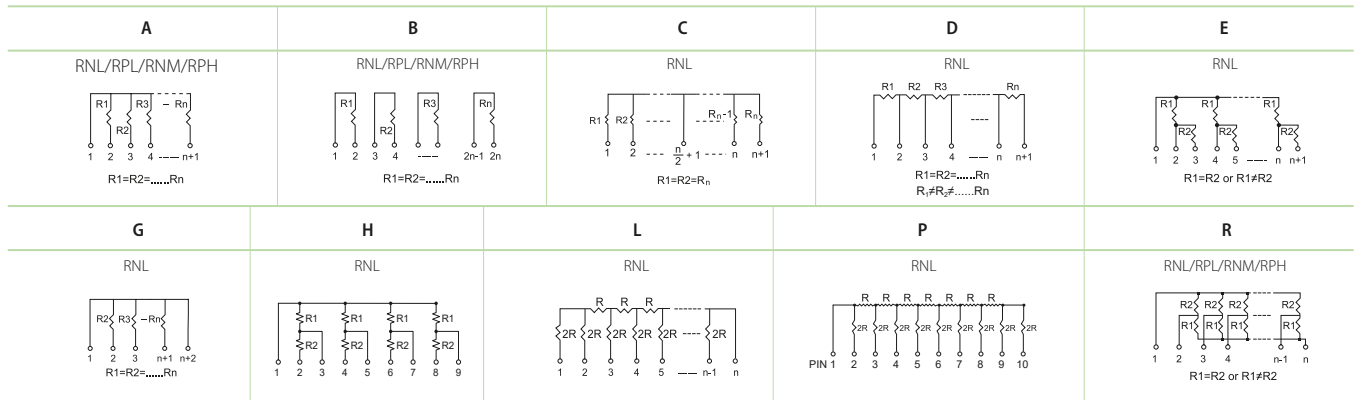 A
B
C
D
E
RNL/RPL/RNM/RPH
R1 R3 – Rn
R2
1 2 3 4 n+1
R1=R2=......Rn
RNL/RPL/RNM/RPH
R1 R3 Rn
R2
1 2 3 4 2n-1 2n
R1=R2=......Rn
RNL
R1 R2 Rn-1 Rn
1 2 n/2 + 1 n n+1
R1=R2=Rn
RNL
R1 R2 R3 Rn
1 2 3 4 n n+1
R1=R2=......Rn
R₁≠R₂≠......Rn
RNL
R1 R1 R1
R2 R2 R2
1 2 3 4 5 n n+1
R1=R2 or R1≠R2
G
H
L
P
R
RNL
R2 R3 –Rn
1 2 3 n+1 n+2
R1=R2=......Rn
RNL
R1 R1 R1 R1
R2 R2 R2 R2
1 2 3 4 5 6 7 8 9
RNL
R R R
2R 2R 2R 2R 2R 2R
1 2 3 4 5 n-1 n
RNL
R R R R R R
2R 2R 2R 2R 2R 2R 2R 2R
PIN 1 2 3 4 5 6 7 8 9 10
RNL/RPL/RNM/RPH
R2 R2 R2 R2
R1 R1 R1 R1
1 2 3 4 n-1 n
R1=R2 or R1≠R2